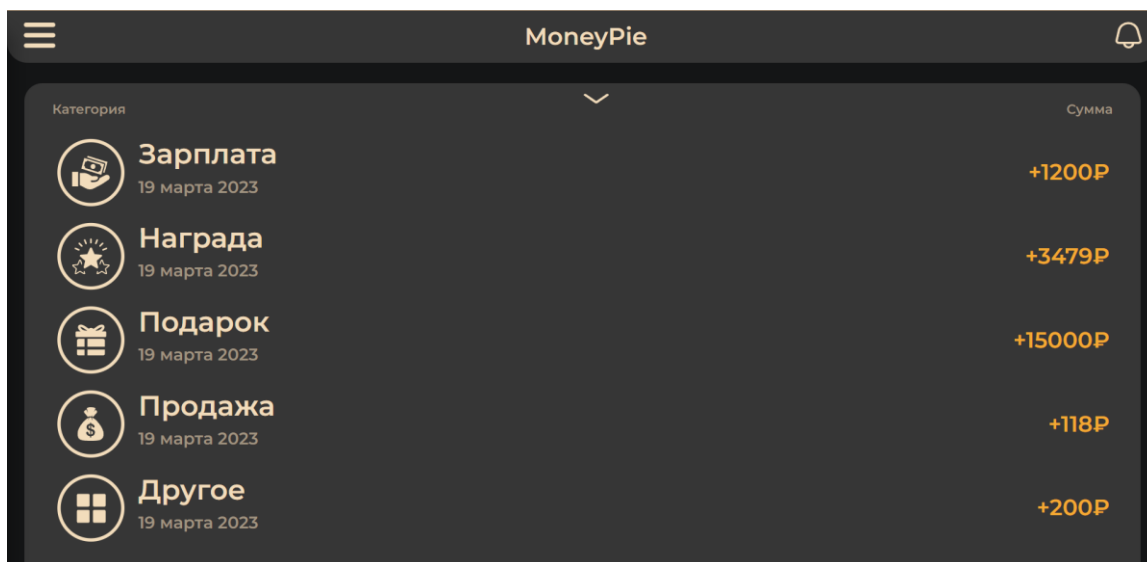 MoneyPie
Категория
Сумма
Зарплата
19 марта 2023
+1200₽
Награда
19 марта 2023
+3479₽
Подарок
19 марта 2023
+15000₽
Продажа
19 марта 2023
+118₽
$
Другое
19 марта 2023
+200₽